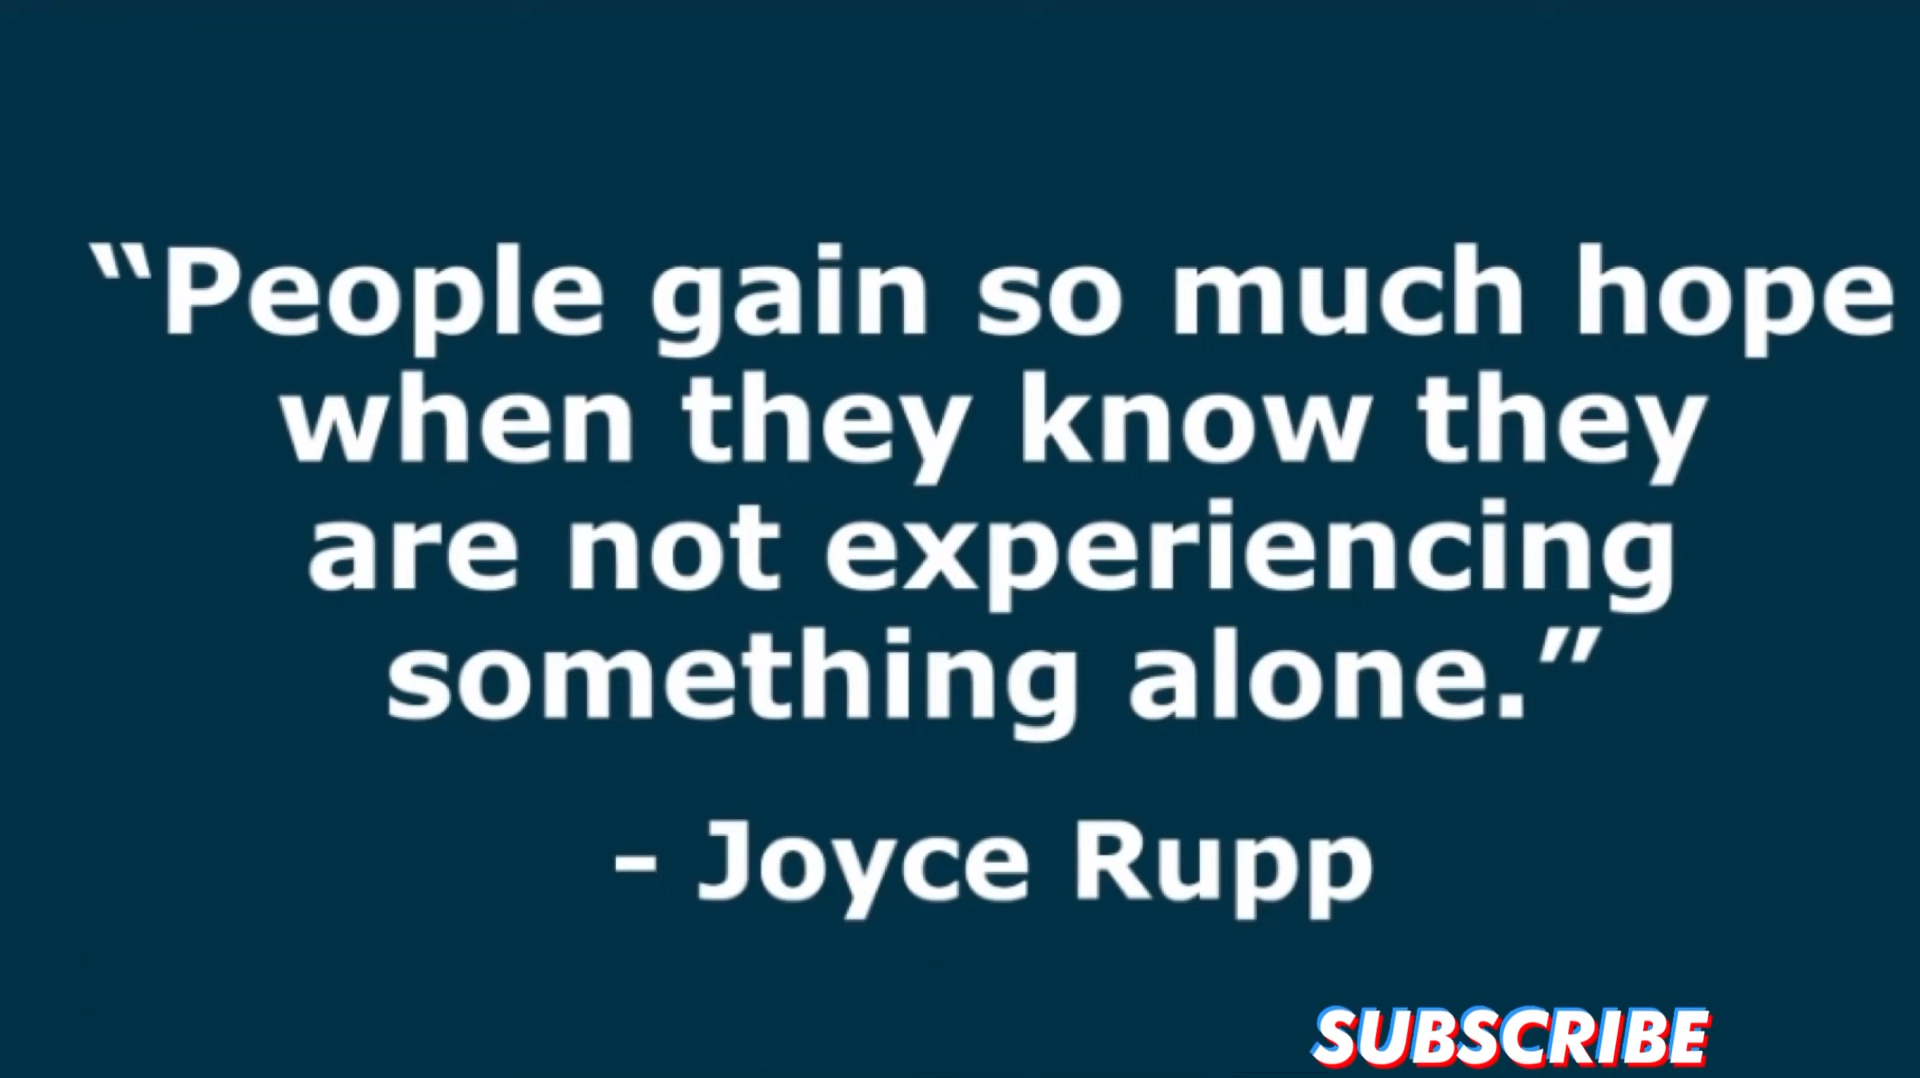 “People gain so much hope
when they know they
are not experiencing
something alone.”
- Joyce Rupp
SUBSCRIBE